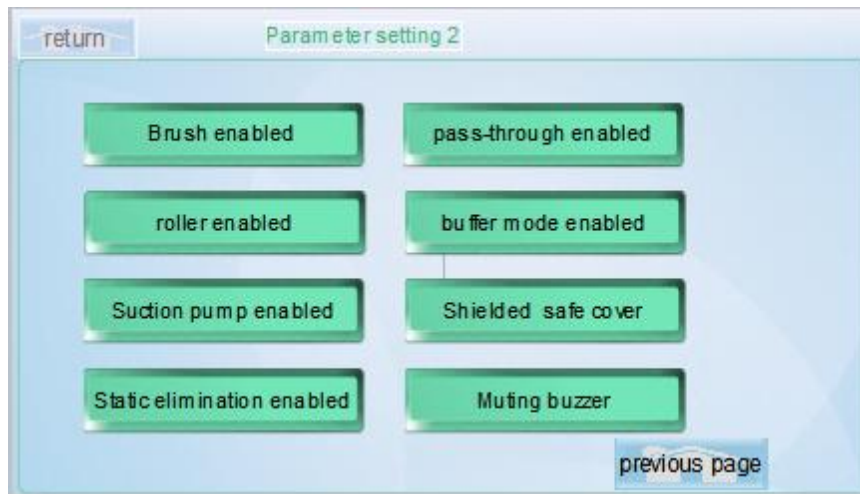 return
Parameter setting 2
Brush enabled
pass-through enabled
roller enabled
buffer mode enabled
Suction pump enabled
Shielded safe cover
Static elimination enabled
Muting buzzer
previous page